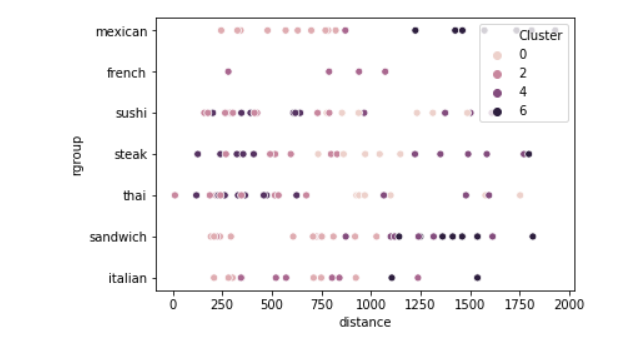 mexican
french
sushi
steak
thai
sandwich
italian
rgroup
Cluster
0
2
4
6
0 250 500 750 1000 1250 1500 1750 2000
distance